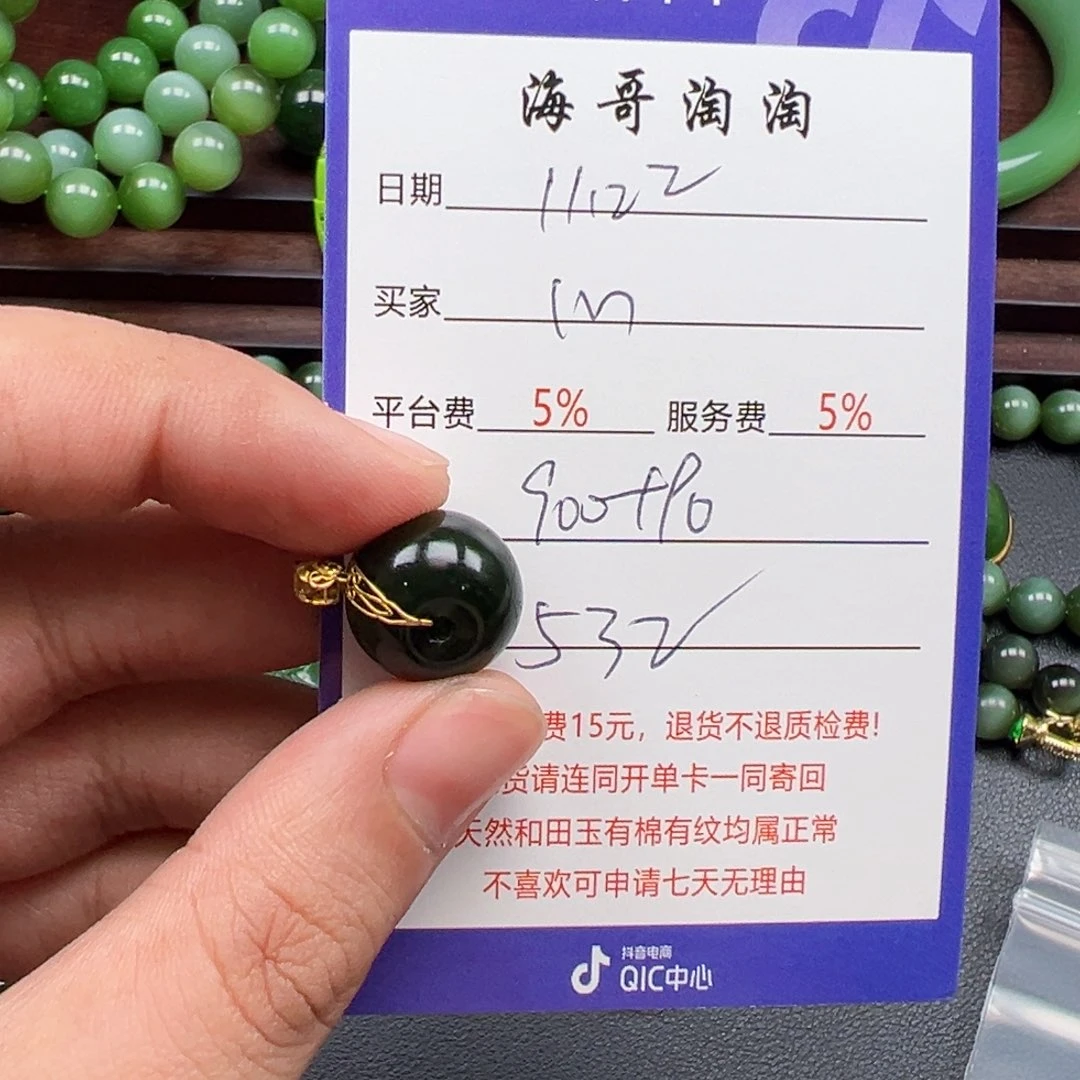 海哥淘淘
日期 1122
买家
平台费 5% 服务费 5%
900+90
532
费15元，退货不退质检费!
货请连同开单卡一同寄回
天然和田玉有棉有纹均属正常
不喜欢可申请七天无理由
抖音电商
QIC中心